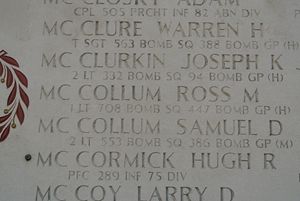 MC CLOSKY ADAM
CPL 505 PRCHT INF 82 ABN DIV
MC CLURE WARREN H
T SGT 563 BOMB SQ 388 BOMB GP (H)
MC CLURKIN JOSEPH K
2 LT 332 BOMB SQ 94 BOMB GP (H)
MC COLLUM ROSS M
1 LT 708 BOMB SQ 447 BOMB GP (H)
MC COLLUM SAMUEL D
2 LT 553 BOMB SQ 386 BOMB GP (M)
MC CORMICK HUGH R
PFC 289 INF 75 DIV
MC COY LARRY D